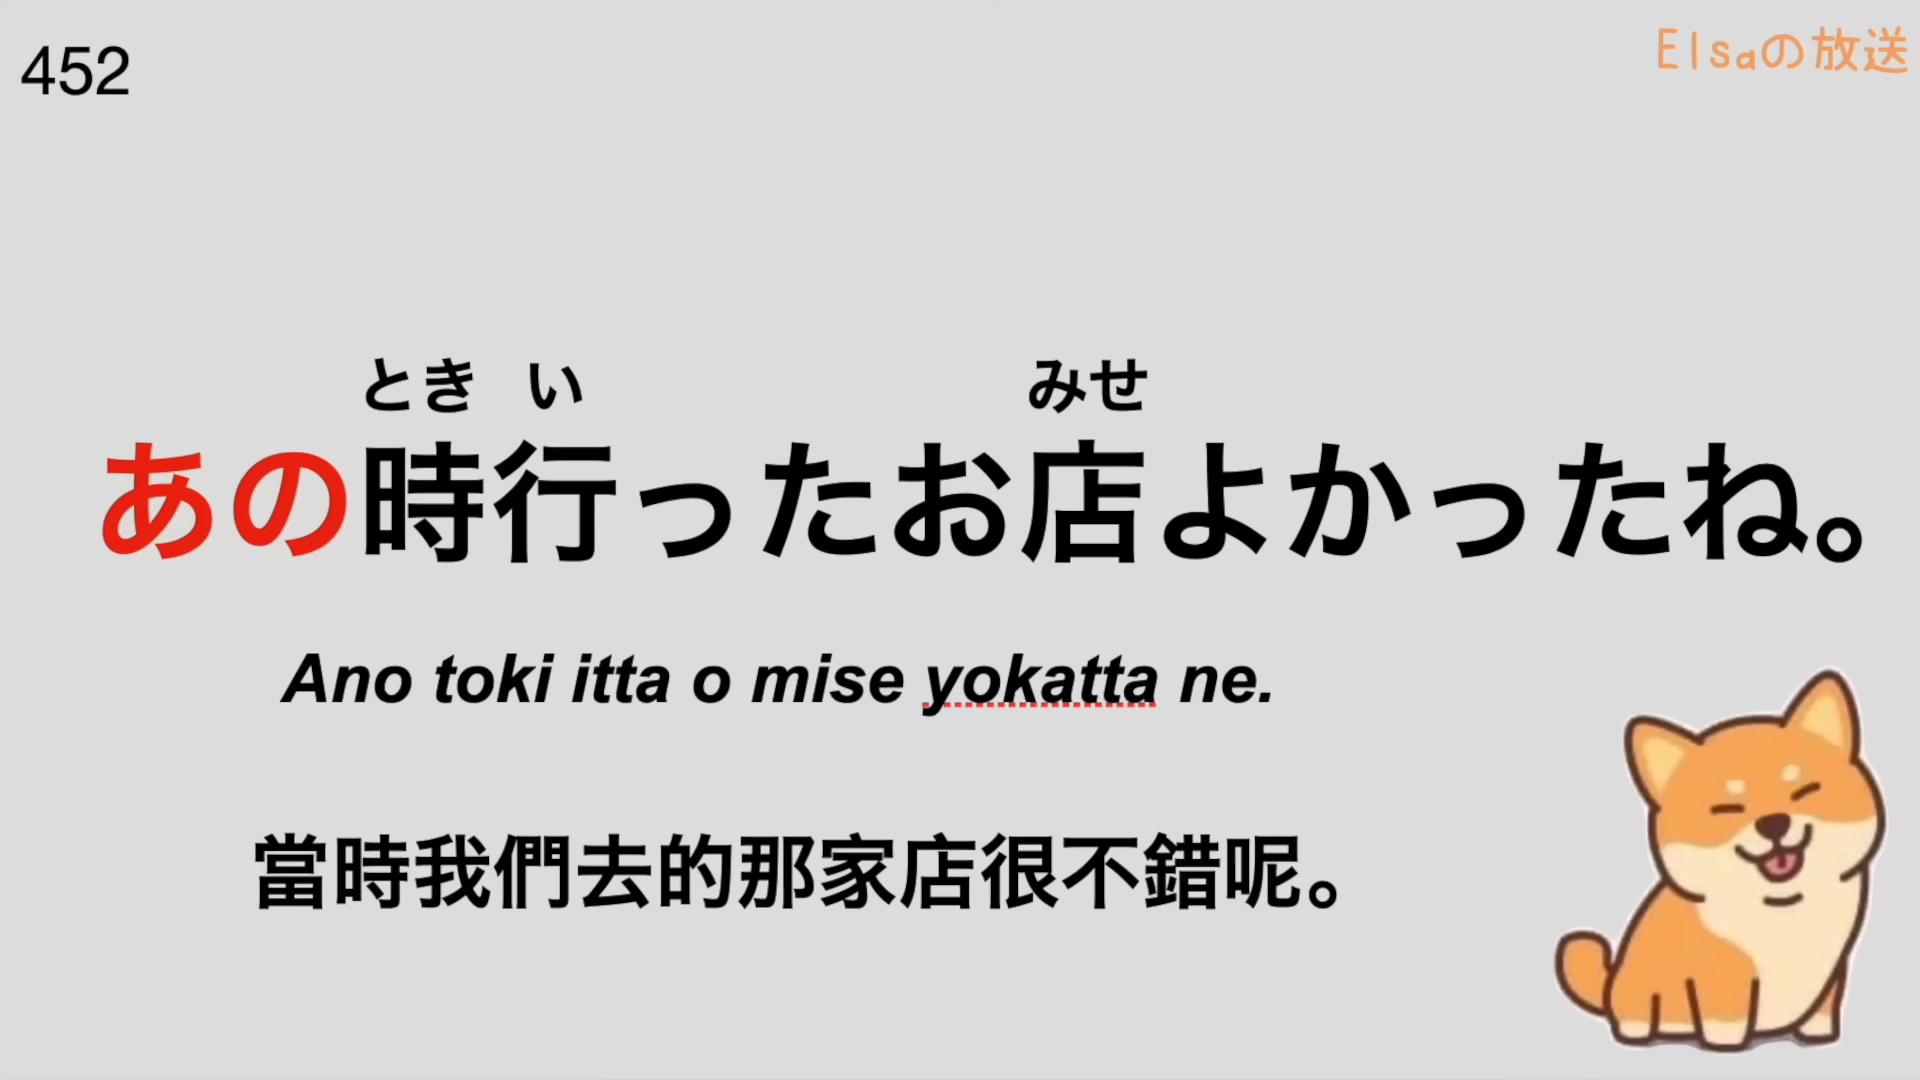 452
Elsaの放送
とき い みせ
あの時行ったお店よかったね。
Ano toki itta o mise yokatta ne.
當時我們去的那家店很不錯呢。